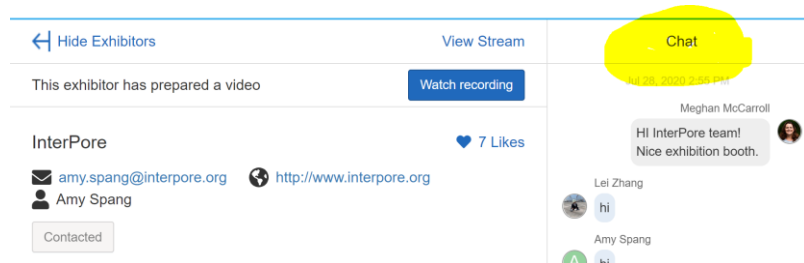 Hide Exhibitors
View Stream
This exhibitor has prepared a video
Watch recording
InterPore
7 Likes
amy.spang@interpore.org
http://www.interpore.org
Amy Spang
Contacted
Chat
Jul 28, 2020 2:55 PM
Meghan McCarroll
HI InterPore team!
Nice exhibition booth.
Lei Zhang
hi
Amy Spang
A
hi